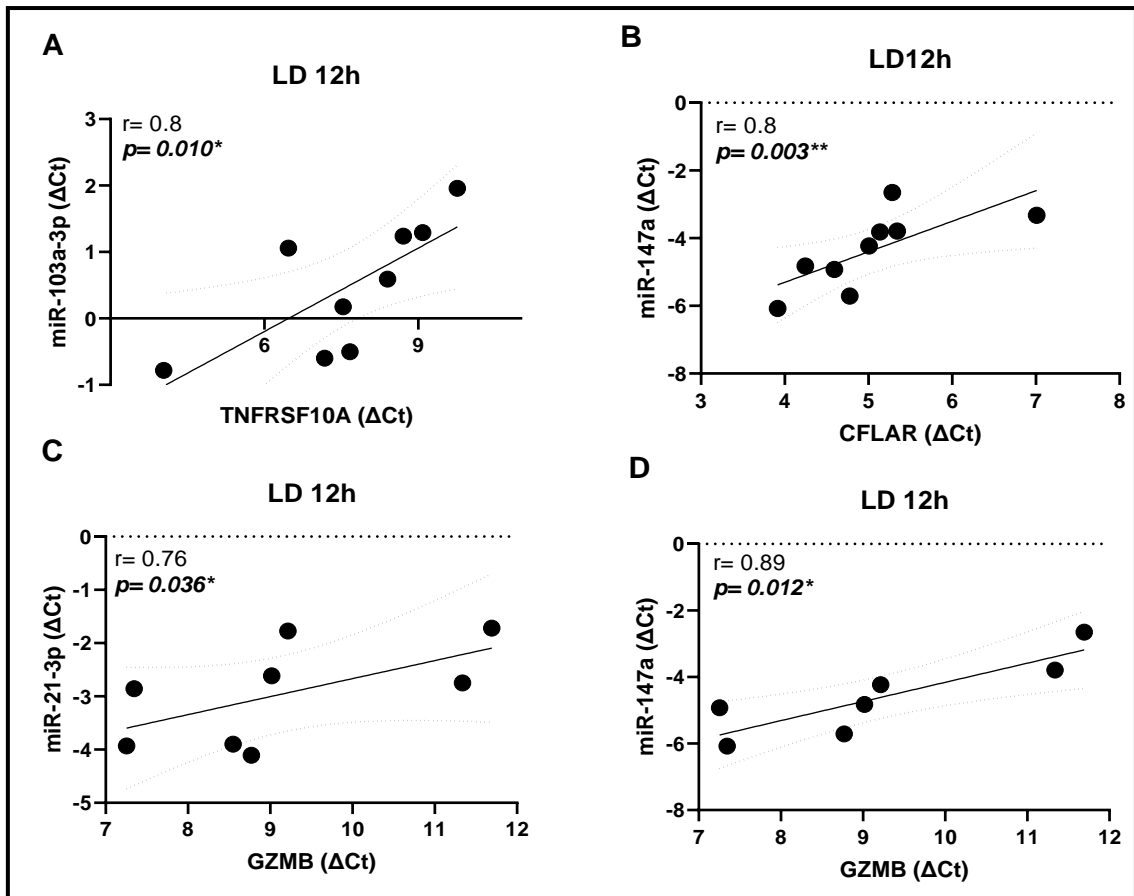 A
LD 12h
r= 0.8
p= 0.010*
3
2
1
0
-1
6
9
miR-103a-3p (ΔCt)
TNFRSF10A (ΔCt)
B
LD12h
r= 0.8
p= 0.003**
0
-2
-4
-6
-8
3
4
5
6
7
8
miR-147a (ΔCt)
CFLAR (ΔCt)
C
LD 12h
r= 0.76
p= 0.036*
0
-1
-2
-3
-4
-5
7
8
9
10
11
12
miR-21-3p (ΔCt)
GZMB (ΔCt)
D
LD 12h
r= 0.89
p= 0.012*
0
-2
-4
-6
-8
7
8
9
10
11
12
miR-147a (ΔCt)
GZMB (ΔCt)